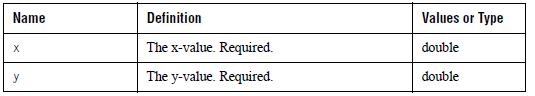 Name Definition Values or Type
x The x-value. Required. double
y The y-value. Required. double